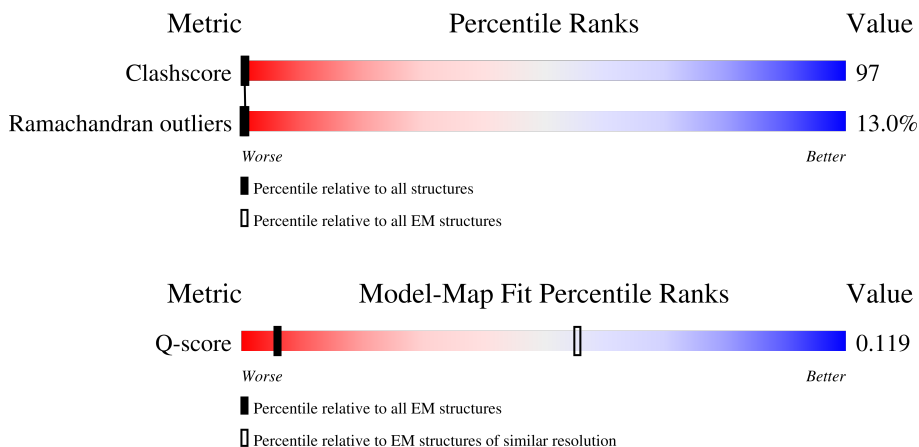 Metric Percentile Ranks Value
Clashscore 97
Ramachandran outliers 13.0%
Worse Better
Percentile relative to all structures
Percentile relative to all EM structures
Metric Model-Map Fit Percentile Ranks Value
Q-score 0.119
Worse Better
Percentile relative to all EM structures
Percentile relative to EM structures of similar resolution